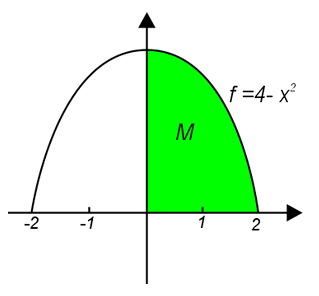 f =4- x²
M
-2 -1 1 2